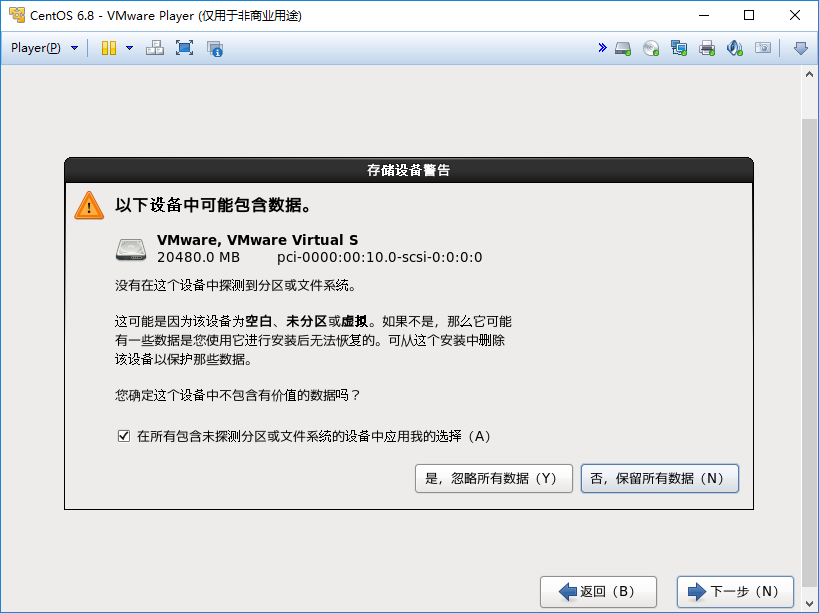 CentOS 6.8 - VMware Player (仅用于非商业用途)
Player(P)
存储设备警告
以下设备中可能包含数据。
VMware, VMware Virtual S
20480.0 MB pci-0000:00:10.0-scsi-0:0:0:0
没有在这个设备中探测到分区或文件系统。
这可能是因为该设备为空白、未分区或虚拟。如果不是，那么它可能
有一些数据是您使用它进行安装后无法恢复的。可从这个安装中删除
该设备以保护那些数据。
您确定这个设备中不包含有价值的数据吗？
在所有包含未探测分区或文件系统的设备中应用我的选择（A）
是，忽略所有数据（Y） 否，保留所有数据（N）
返回（B） 下一步（N）